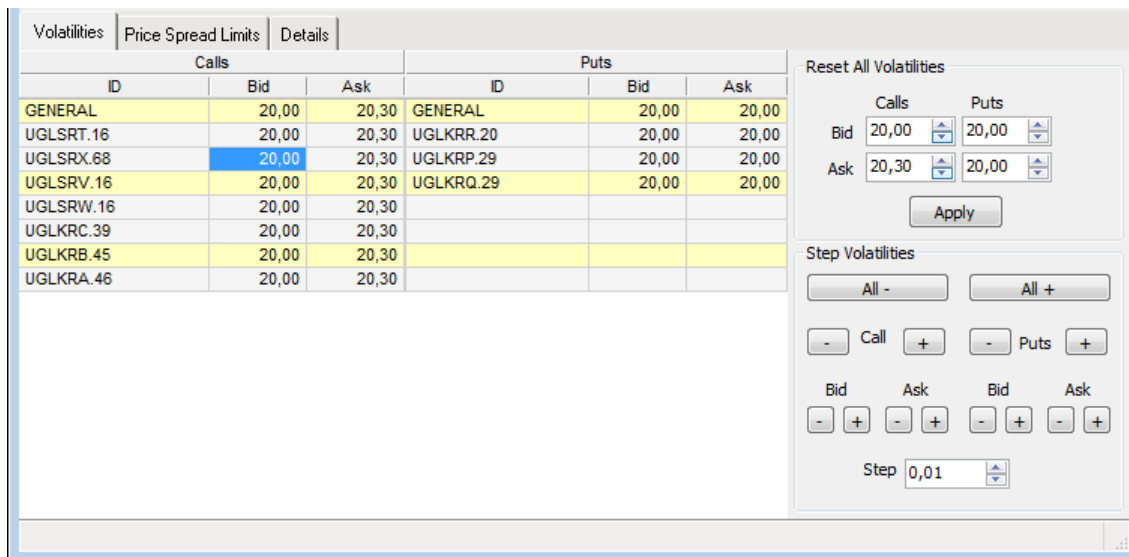 Volatilities Price Spread Limits Details
Calls Puts
ID Bid Ask ID Bid Ask
GENERAL 20,00 20,30 GENERAL 20,00 20,00
UGLSRT.16 20,00 20,30 UGLKRR.20 20,00 20,00
UGLSRX.68 20,00 20,30 UGLKRP.29 20,00 20,00
UGLSRV.16 20,00 20,30 UGLKRQ.29 20,00 20,00
UGLSRW.16 20,00 20,30
UGLKRC.39 20,00 20,30
UGLKRB.45 20,00 20,30
UGLKRA.46 20,00 20,30
Reset All Volatilities
Calls Puts
Bid 20,00 20,00
Ask 20,30 20,00
Apply
Step Volatilities
All - All +
- Call + - Puts +
Bid Ask Bid Ask
- + - + - + - +
Step 0,01